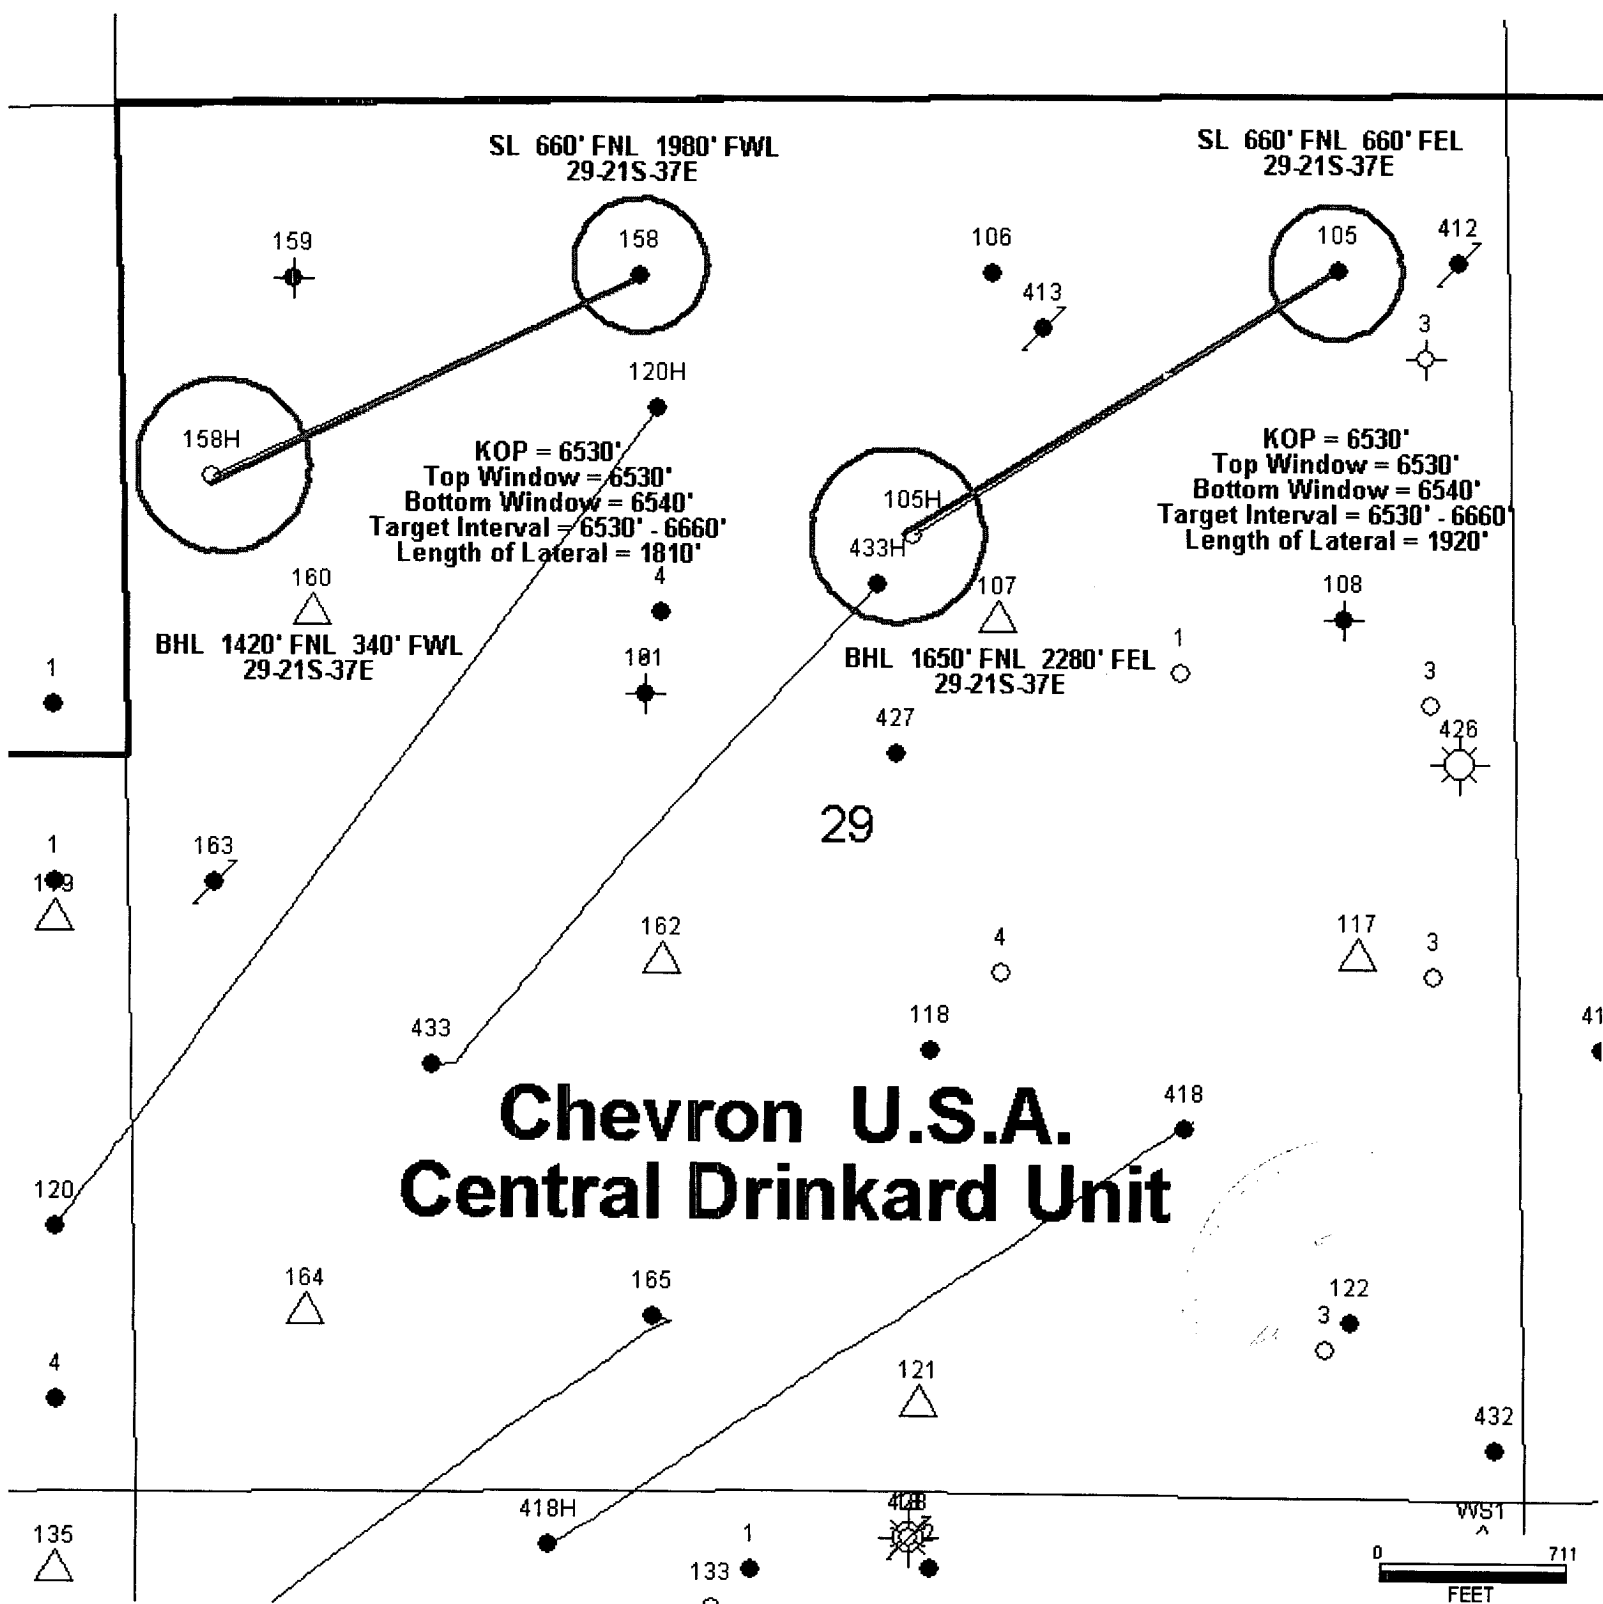 SL 660' FNL 1980' FWL
29-21S-37E
SL 660' FNL 660' FEL
29-21S-37E
159
158
106
105
412
413
3
120H
158H
KOP = 6530'
Top Window = 6530'
Bottom Window = 6540'
Target Interval = 6530' - 6660'
Length of Lateral = 1810'
KOP = 6530'
Top Window = 6530'
Bottom Window = 6540'
Target Interval = 6530' - 6660'
Length of Lateral = 1920'
105H
433H
160
4
107
108
BHL 1420' FNL 340' FWL
29-21S-37E
BHL 1650' FNL 2280' FEL
29-21S-37E
1
161
1
3
427
426
29
1
163
162
4
117
3
433
118
41
Chevron U.S.A.
Central Drinkard Unit
418
120
164
165
122
3
4
121
432
418H
WS1
135
1
2
133
0 711
FEET